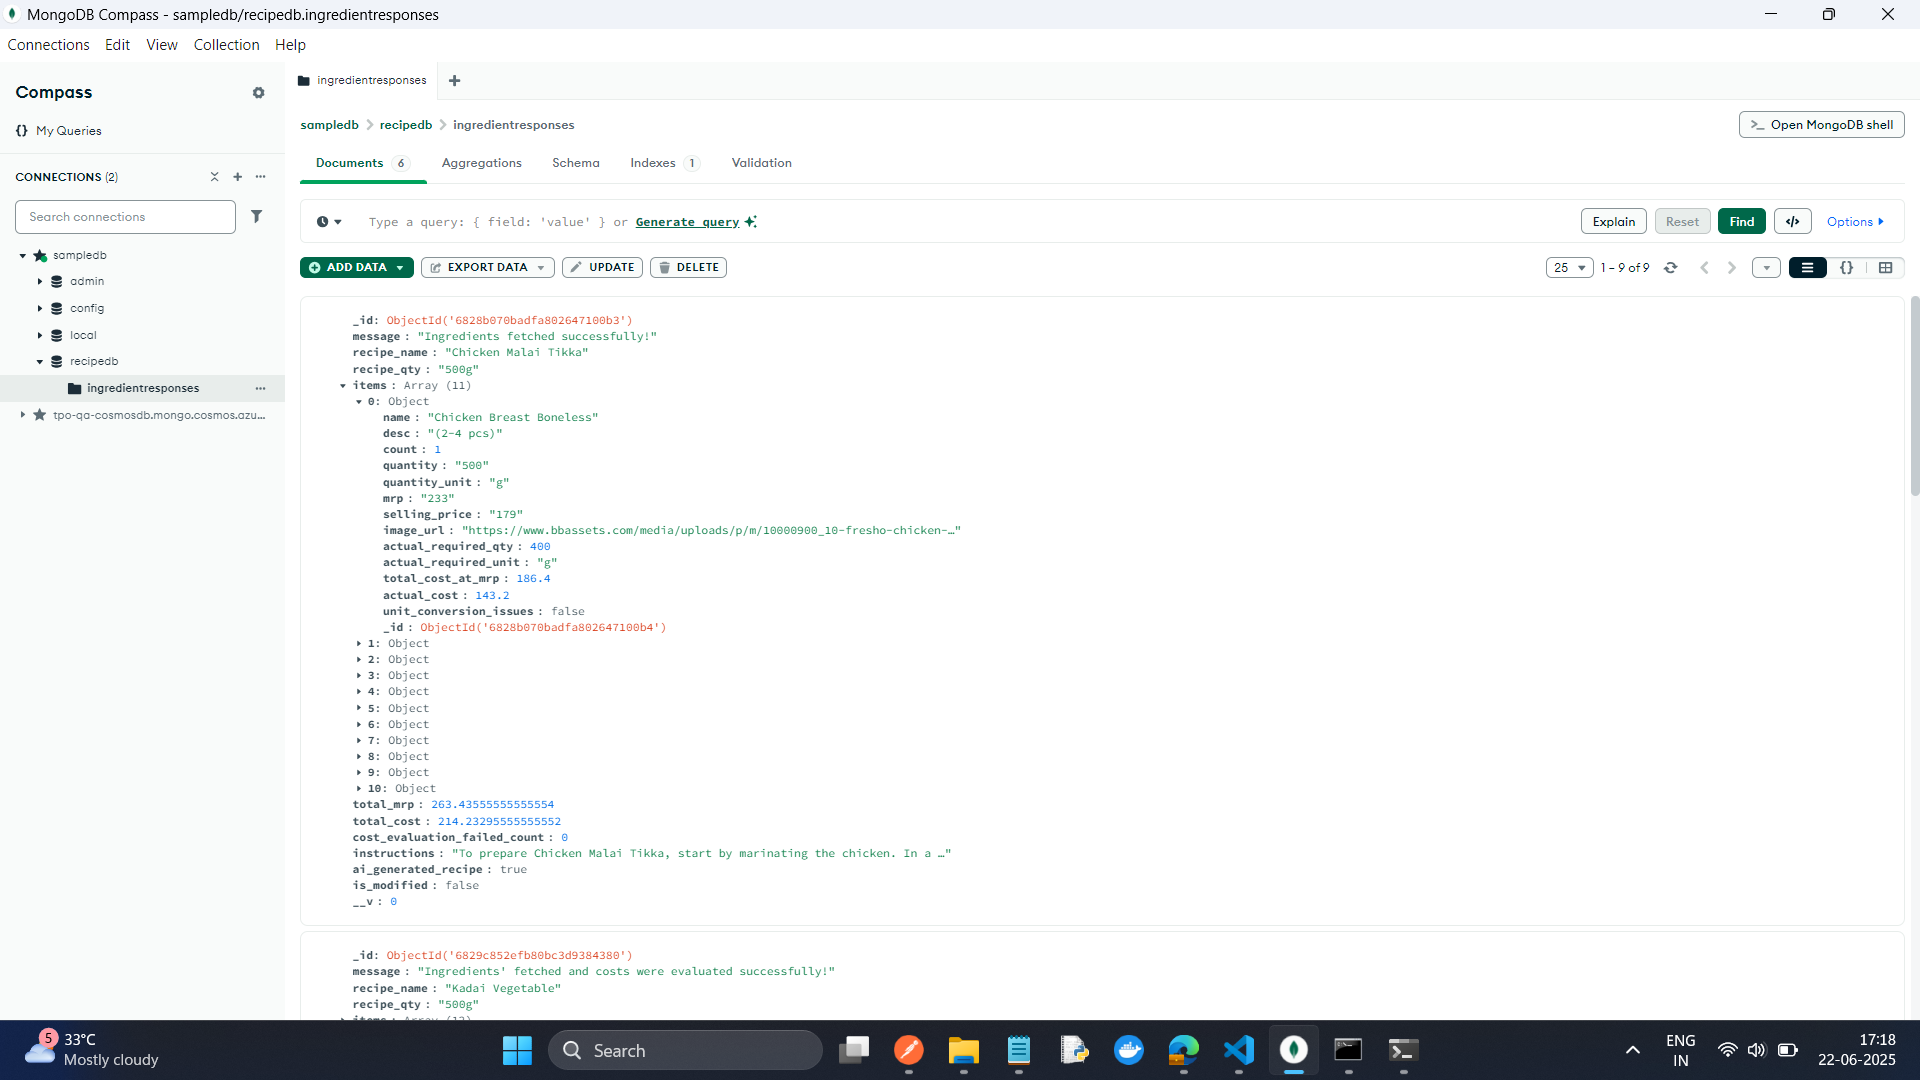 MongoDB Compass - sampledb/recipedb.ingredientresponses
Connections Edit View Collection Help
Compass
{} My Queries
CONNECTIONS (2)
Search connections
sampledb
admin
config
local
recipedb
ingredientresponses
tpo-qa-cosmosdb.mongo.cosmos.azu...
ingredientresponses
sampledb > recipedb > ingredientresponses
>_ Open MongoDB shell
Documents 6 Aggregations Schema Indexes 1 Validation
Type a query: { field: 'value' } or Generate query
Explain Reset Find </> Options
ADD DATA EXPORT DATA UPDATE DELETE
25 1 – 9 of 9 {}
_id: ObjectId('6828b070badfa802647100b3')
message : "Ingredients fetched successfully!"
recipe_name : "Chicken Malai Tikka"
recipe_qty : "500g"
items : Array (11)
0: Object
name : "Chicken Breast Boneless"
desc : "(2-4 pcs)"
count : 1
quantity : "500"
quantity_unit : "g"
mrp : "233"
selling_price : "179"
image_url : "https://www.bbassets.com/media/uploads/p/m/10000900_10-fresho-chicken-…"
actual_required_qty : 400
actual_required_unit : "g"
total_cost_at_mrp : 186.4
actual_cost : 143.2
unit_conversion_issues : false
_id : ObjectId('6828b070badfa802647100b4')
1: Object
2: Object
3: Object
4: Object
5: Object
6: Object
7: Object
8: Object
9: Object
10: Object
total_mrp : 263.43555555555554
total_cost : 214.23295555555552
cost_evaluation_failed_count : 0
instructions : "To prepare Chicken Malai Tikka, start by marinating the chicken. In a …"
ai_generated_recipe : true
is_modified : false
__v : 0
_id: ObjectId('6829c852efb80bc3d9384380')
message : "Ingredients' fetched and costs were evaluated successfully!"
recipe_name : "Kadai Vegetable"
recipe_qty : "500g"
items : Array (12)
5
33°C
Mostly cloudy
Search
ENG
IN
17:18
22-06-2025